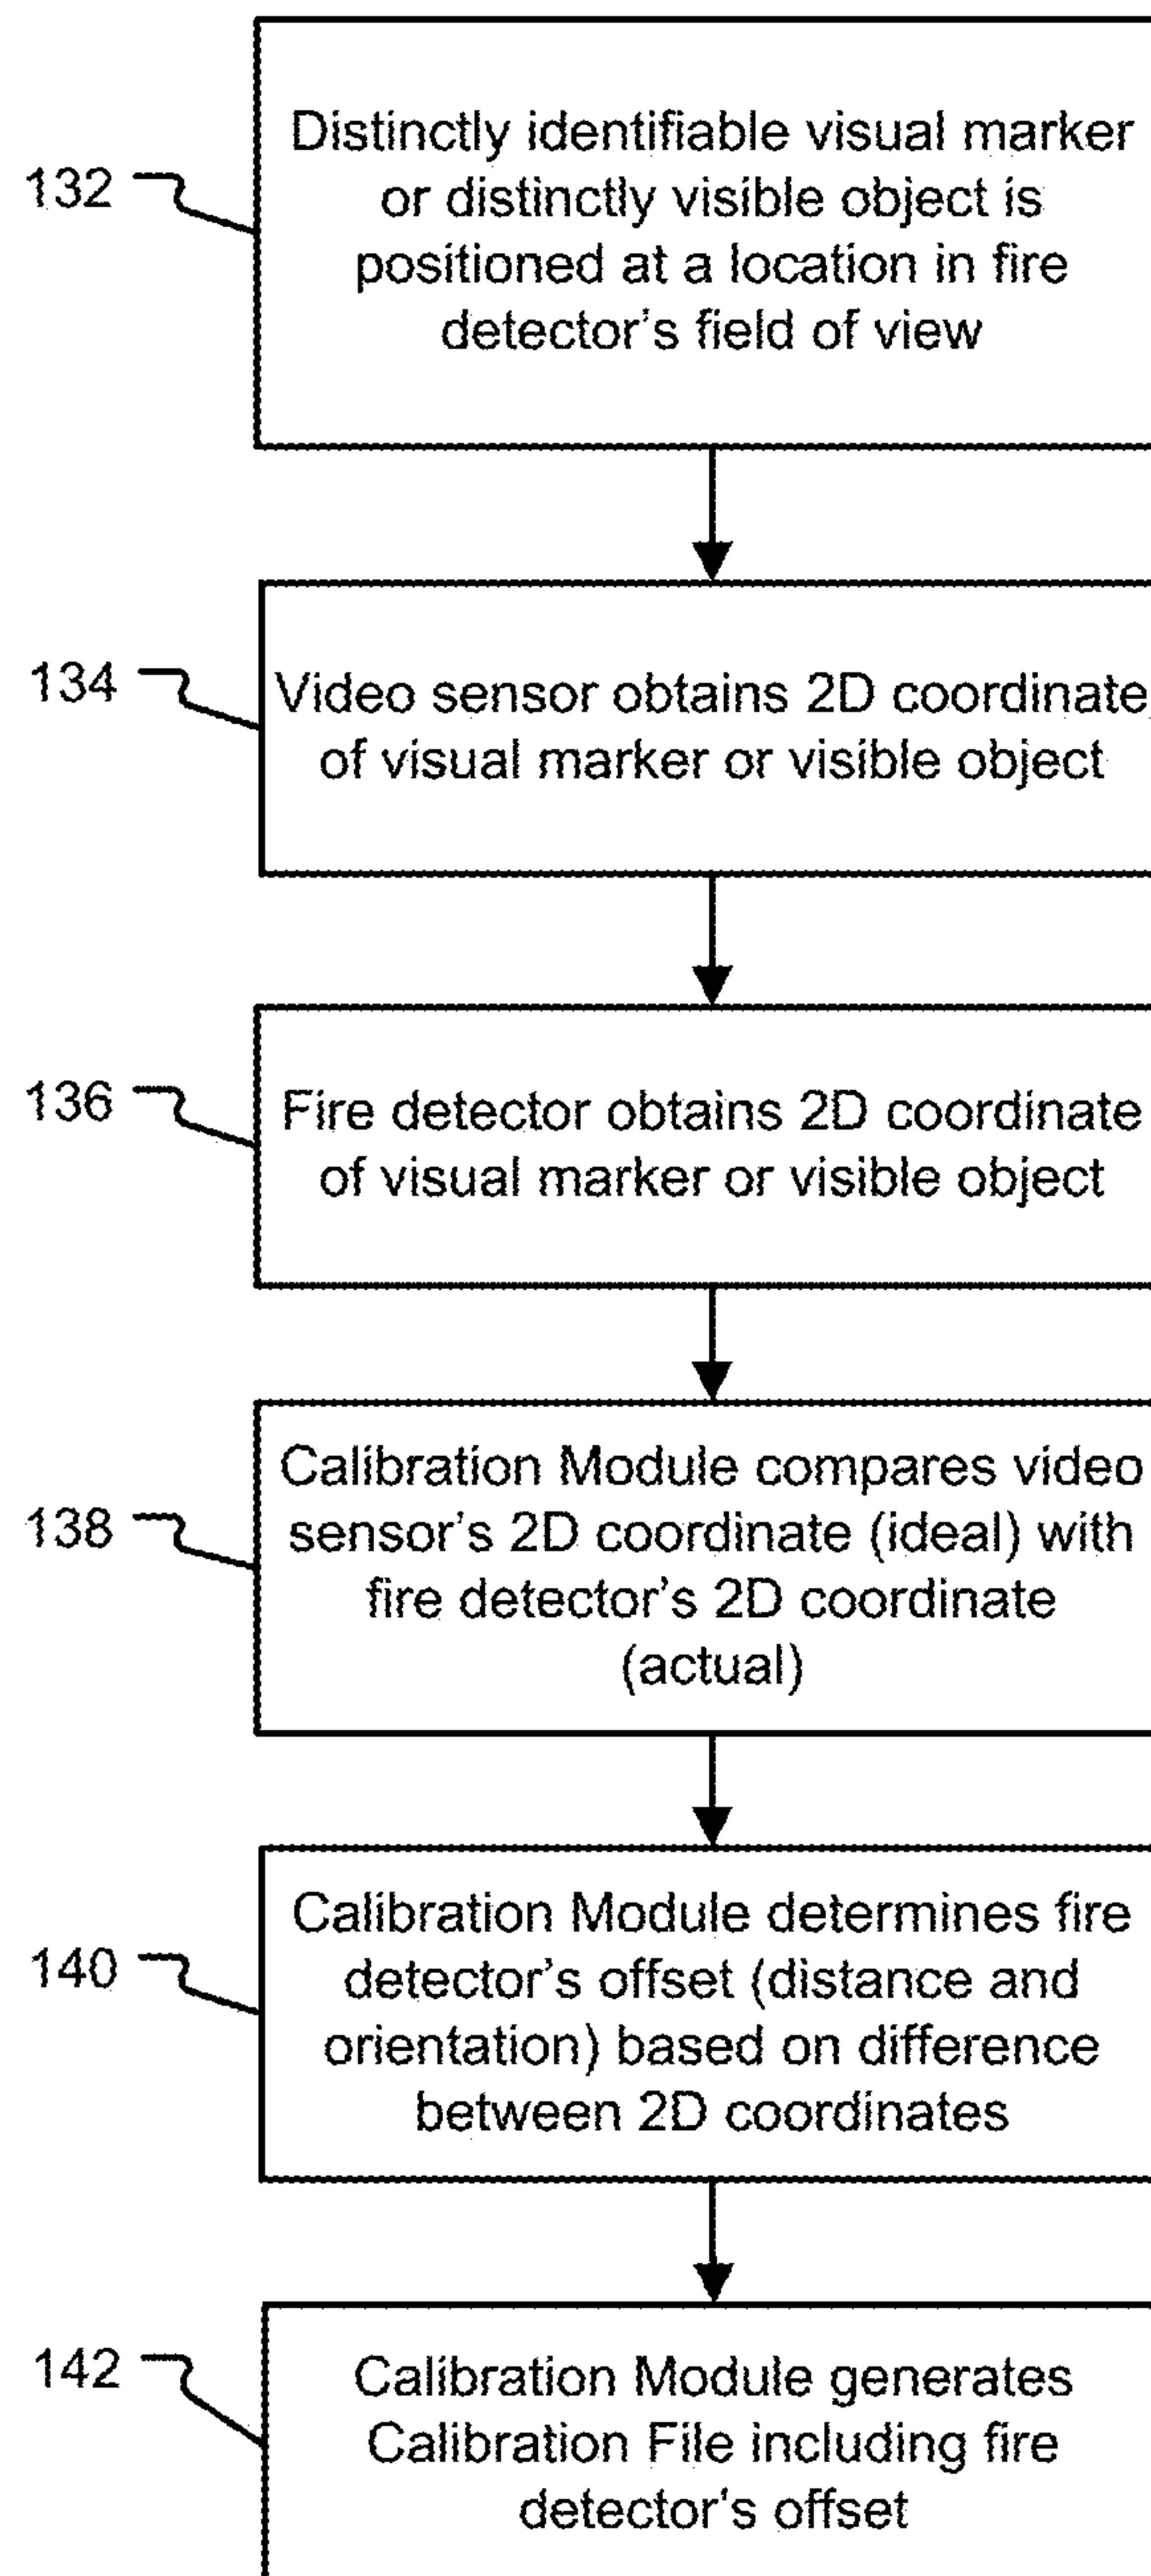 Distinctly identifiable visual marker
132
or distinctly visible object is
positioned at a location in fire
detector's field of view
134
Video sensor obtains 2D coordinate
of visual marker or visible object
136
Fire detector obtains 2D coordinate
of visual marker or visible object
Calibration Module compares video
138
sensor's 2D coordinate (ideal) with
fire detector's 2D coordinate
(actual)
Calibration Module determines fire
140
detector's offset (distance and
orientation) based on difference
between 2D coordinates
142
Calibration Module generates
Calibration File including fire
detector's offset